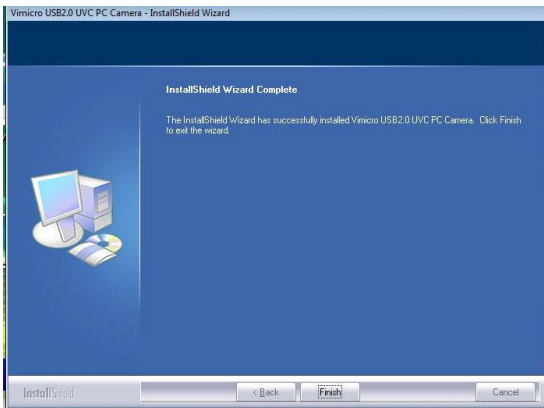 Vimicro USB2.0 UVC PC Camera - InstallShield Wizard
InstallShield Wizard Complete
The InstallShield Wizard has successfully installed Vimicro USB2.0 UVC PC Camera. Click Finish
to exit the wizard.
InstallShield
< Back
Finish
Cancel